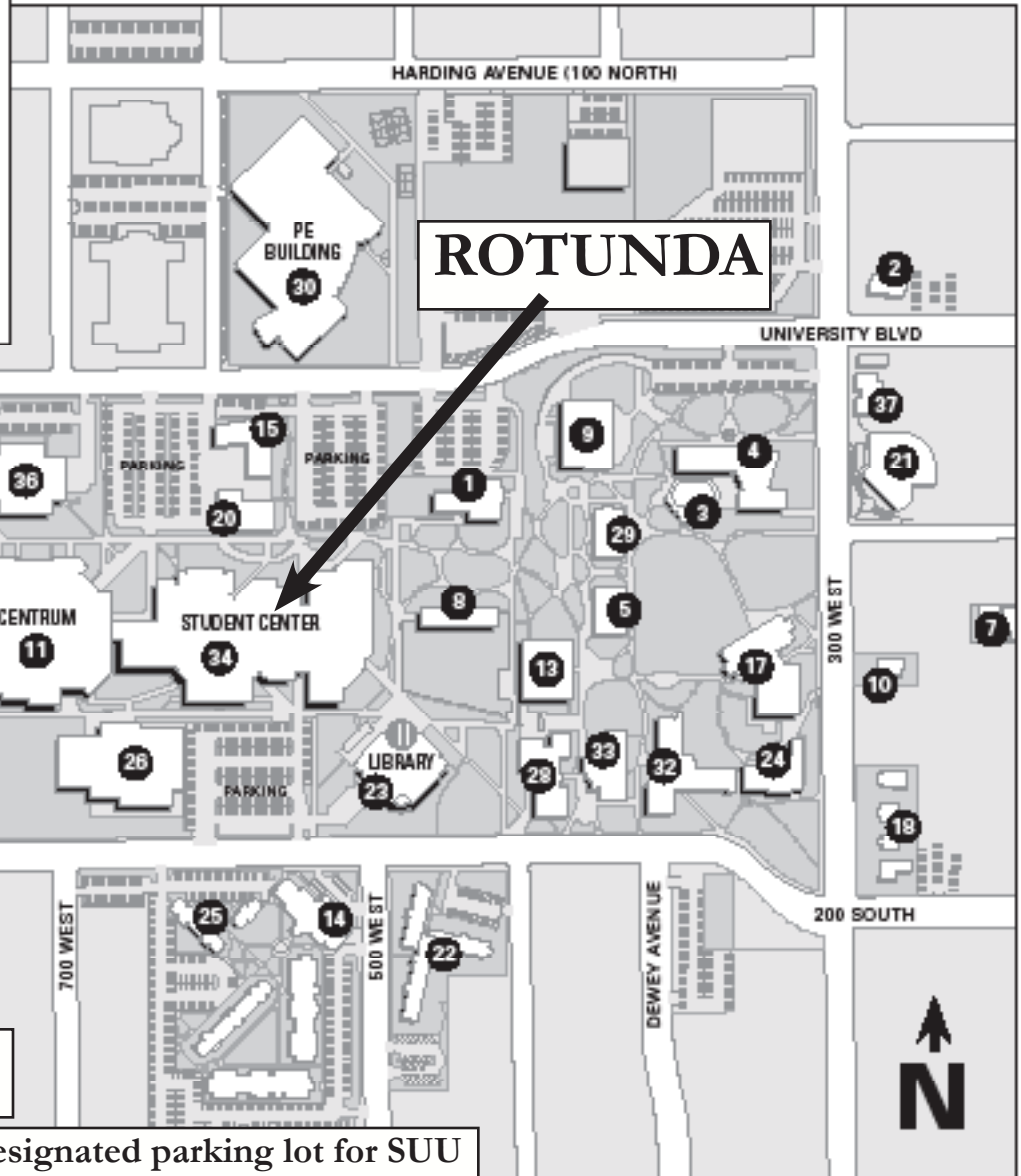 HARDING AVENUE (100 NORTH)
PE
BUILDING
30
ROTUNDA
2
UNIVERSITY BLVD
37
15
9
4
21
PARKING
PARKING
36
1
3
20
29
8
5
300 WEST
7
CENTRUM
11
STUDENT CENTER
34
13
17
10
26
LIBRARY
23
33
28
32
24
PARKING
18
25
14
22
700 WEST
500 WEST
DEWEY AVENUE
200 SOUTH
N
esignated parking lot for SUU